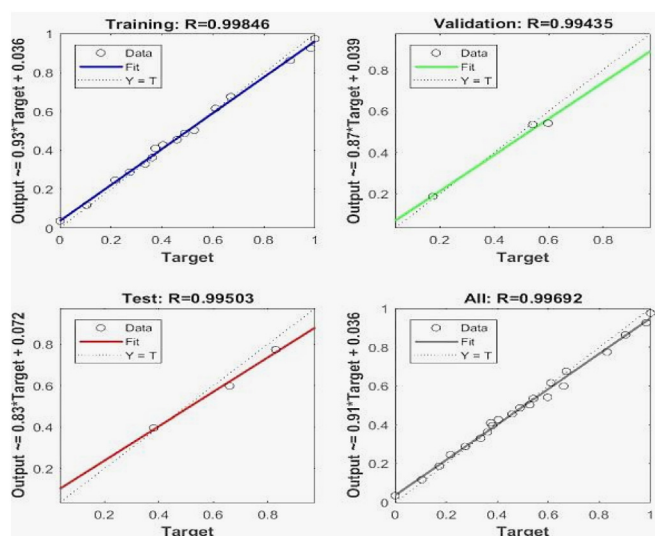 Training: R=0.99846
Output ~= 0.93*Target + 0.036
1
0.8
0.6
0.4
0.2
0
Data
Fit
Y = T
0
0.2
0.4
0.6
0.8
1
Target
Validation: R=0.99435
Output ~= 0.87*Target + 0.039
0.8
0.6
0.4
0.2
Data
Fit
Y = T
0.2
0.4
0.6
0.8
Target
Test: R=0.99503
Output ~= 0.83*Target + 0.072
0.8
0.6
0.4
0.2
Data
Fit
Y = T
0.2
0.4
0.6
0.8
Target
All: R=0.99692
Output ~= 0.91*Target + 0.036
1
0.8
0.6
0.4
0.2
0
Data
Fit
Y = T
0
0.2
0.4
0.6
0.8
1
Target